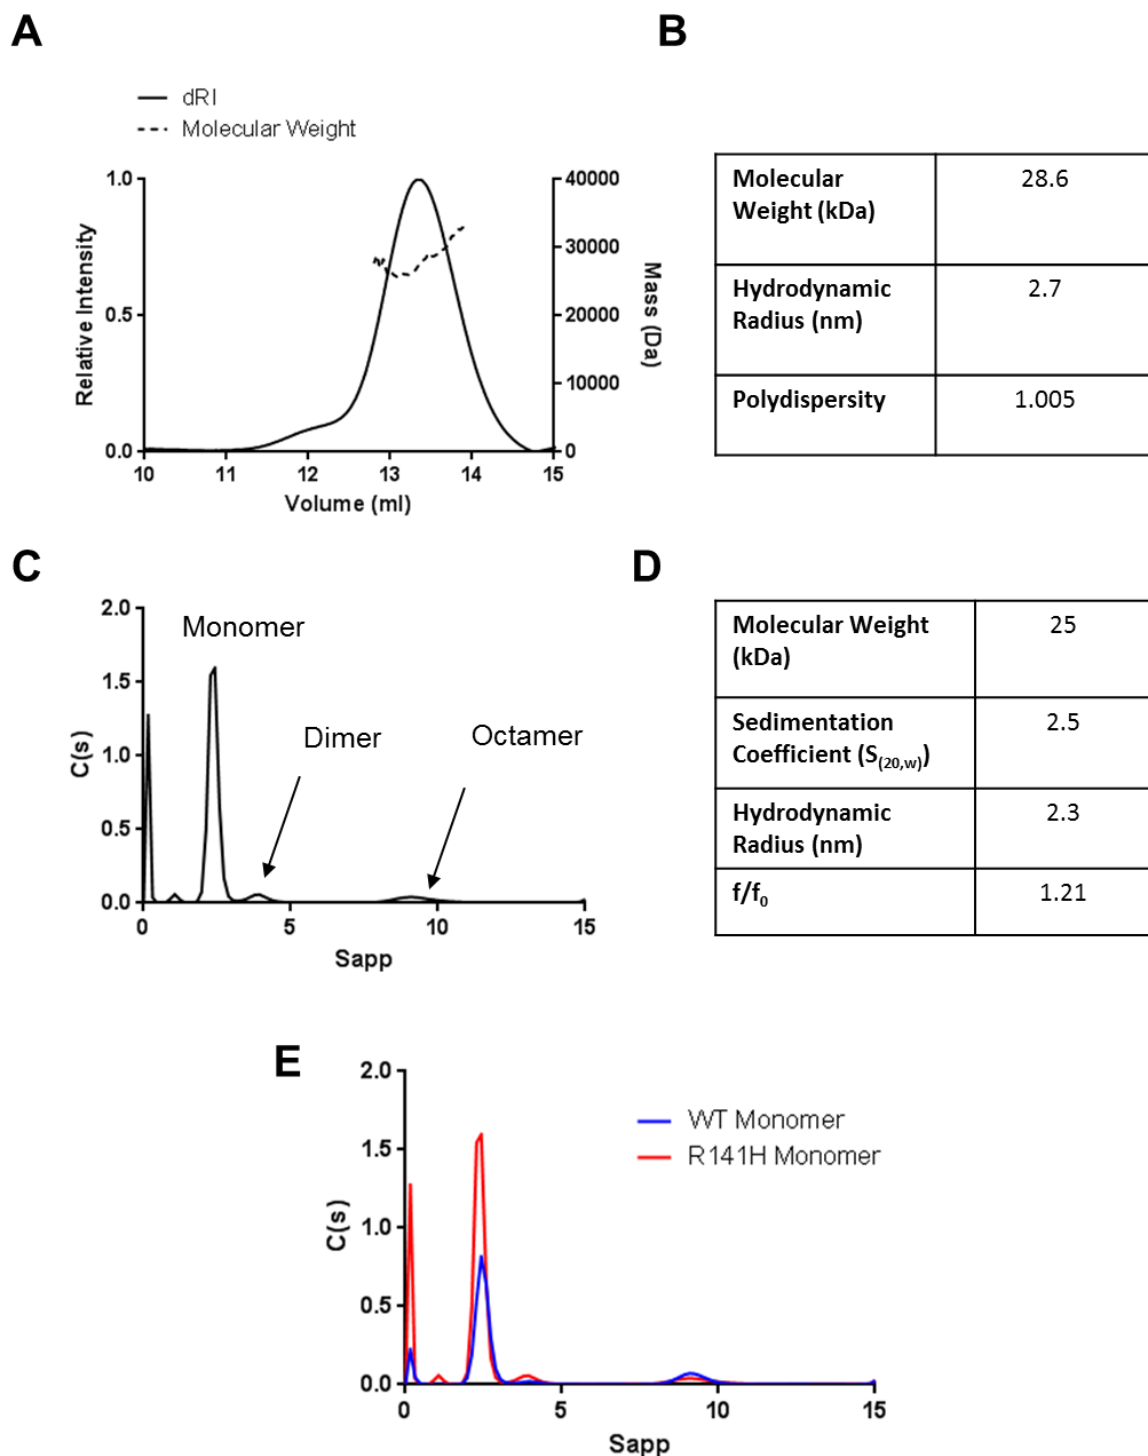 A
B
dRI
Molecular Weight
1.0
0.5
0.0
Relative Intensity
40000
30000
20000
10000
0
Mass (Da)
10 11 12 13 14 15
Volume (ml)
Molecular
Weight (kDa)
28.6
Hydrodynamic
Radius (nm)
2.7
Polydispersity
1.005
C
D
2.0
1.5
1.0
0.5
0.0
C(s)
Monomer
Dimer
Octamer
0 5 10 15
Sapp
Molecular Weight
(kDa)
25
Sedimentation
Coefficient (S(20,w))
2.5
Hydrodynamic
Radius (nm)
2.3
f/f0
1.21
E
2.0
1.5
1.0
0.5
0.0
C(s)
WT Monomer
R141H Monomer
0 5 10 15
Sapp